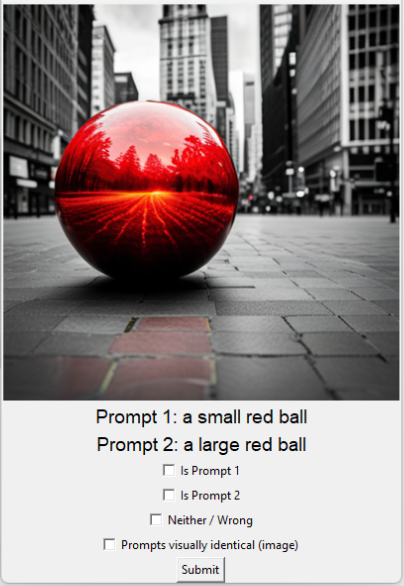 Prompt 1: a small red ball
Prompt 2: a large red ball
Is Prompt 1
Is Prompt 2
Neither / Wrong
Prompts visually identical (image)
Submit